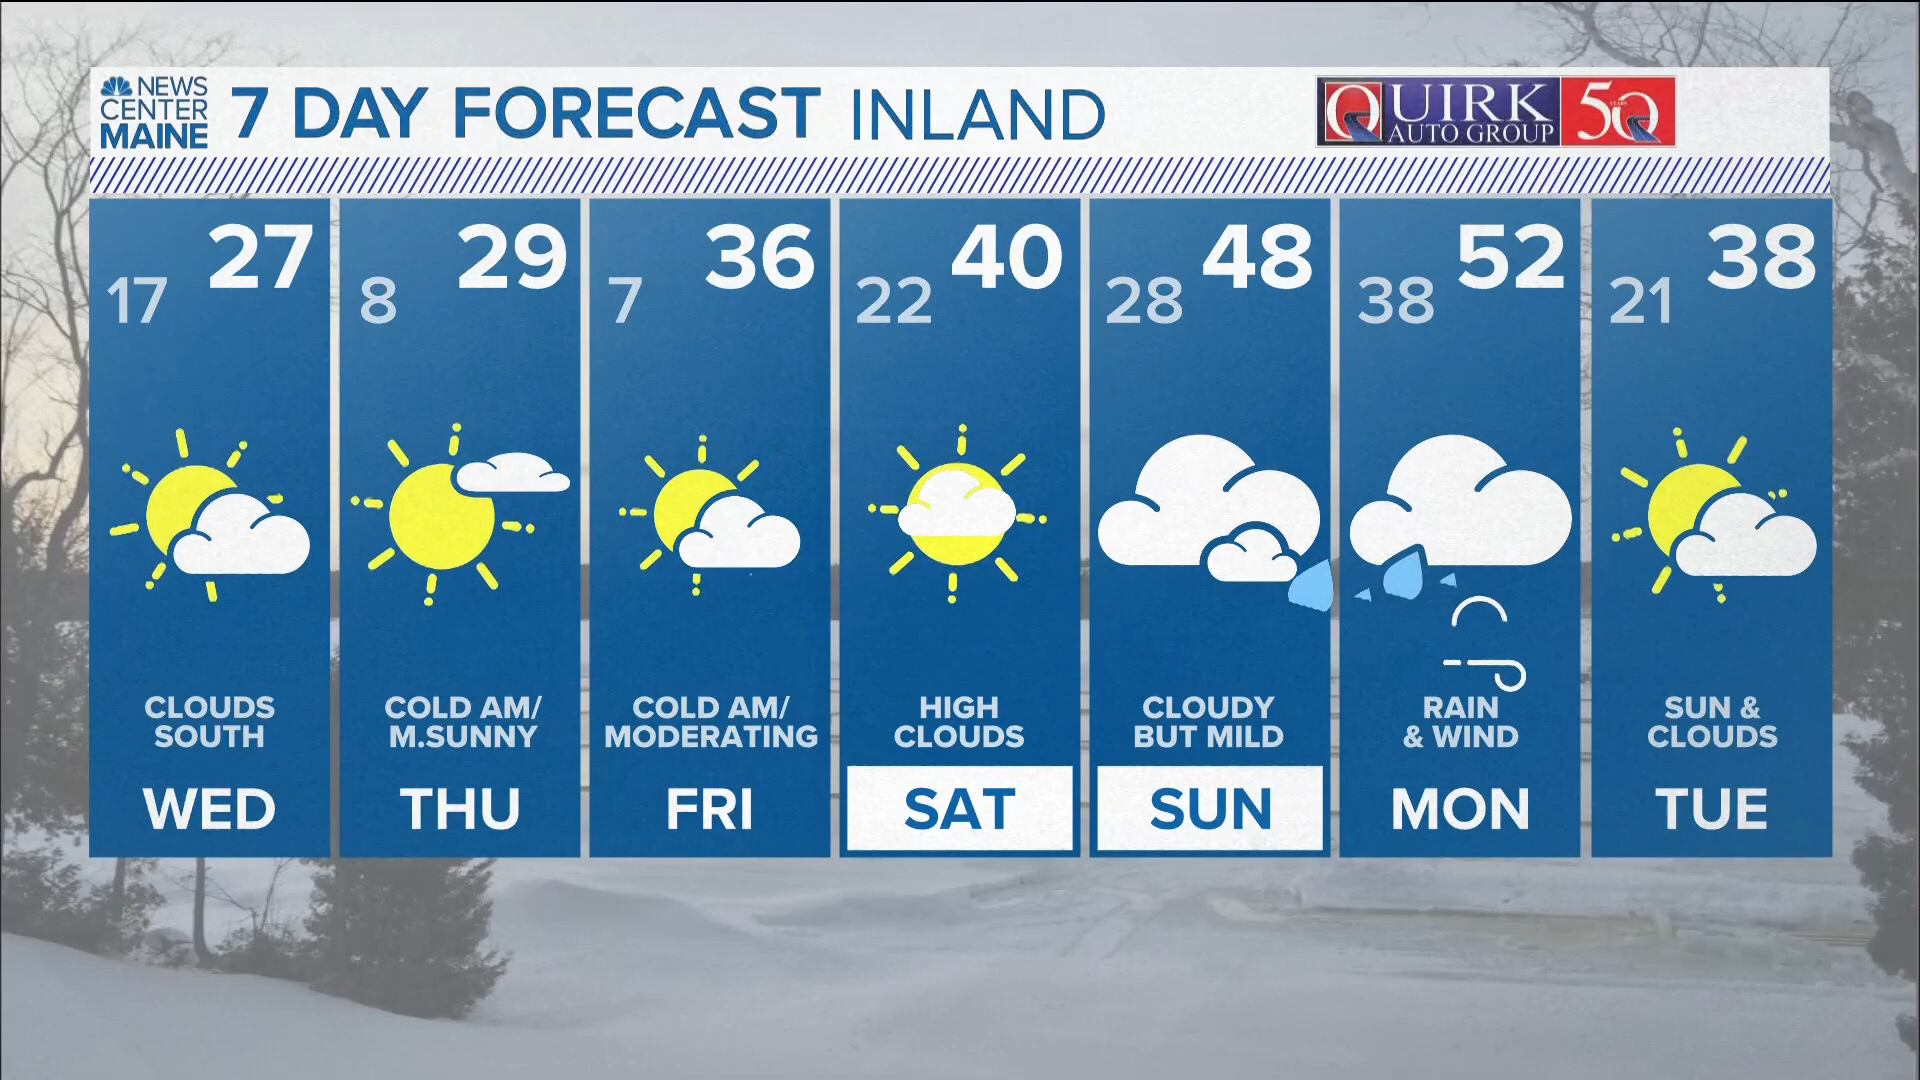 NEWS
CENTER
MAINE
7 DAY FORECAST INLAND
QUIRK
AUTO GROUP
50
YEARS
17 27
8 29
7 36
22 40
28 48
38 52
21 38
CLOUDS
SOUTH
COLD AM/
M.SUNNY
COLD AM/
MODERATING
HIGH
CLOUDS
CLOUDY
BUT MILD
RAIN
& WIND
SUN &
CLOUDS
WED
THU
FRI
SAT
SUN
MON
TUE